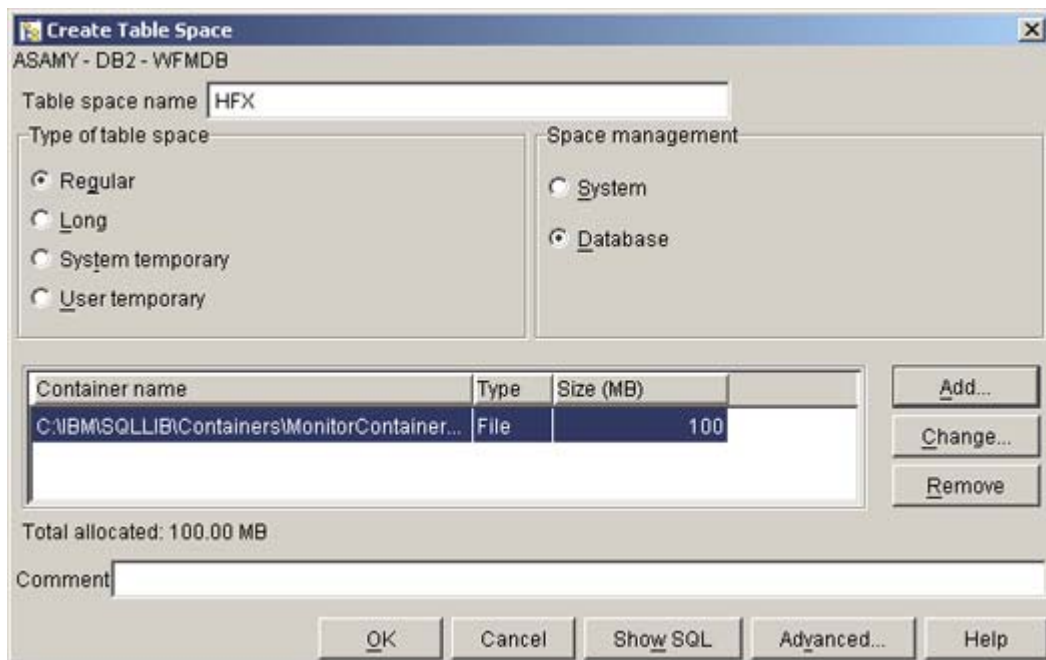 Create Table Space
ASAMY - DB2 - WFMDB
Table space name HFX
Type of table space
Regular
Long
System temporary
User temporary
Space management
System
Database
Container name Type Size (MB)
C:\IBM\SQLLIB\Containers\MonitorContainer... File 100
Add...
Change...
Remove
Total allocated: 100.00 MB
Comment
OK Cancel Show SQL Advanced... Help